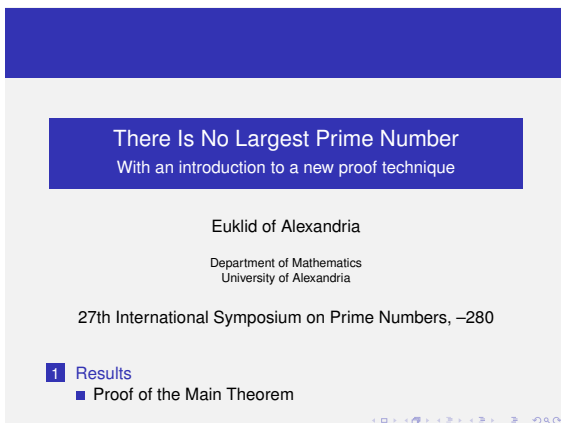 There Is No Largest Prime Number
With an introduction to a new proof technique
Euklid of Alexandria
Department of Mathematics
University of Alexandria
27th International Symposium on Prime Numbers, –280
1 Results
Proof of the Main Theorem